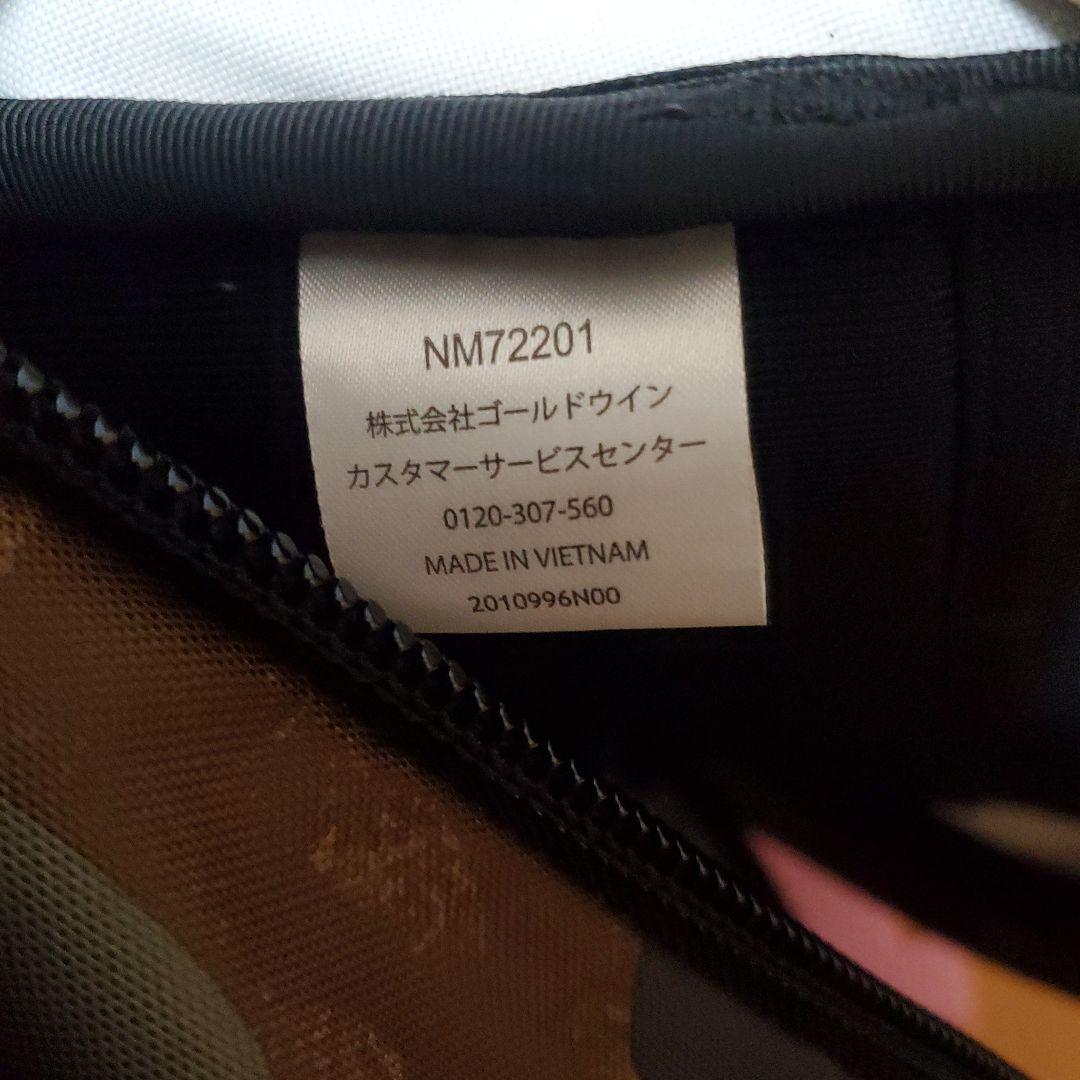 NM72201
株式会社ゴールドウイン
カスタマーサービスセンター
0120-307-560
MADE IN VIETNAM
2010996N00